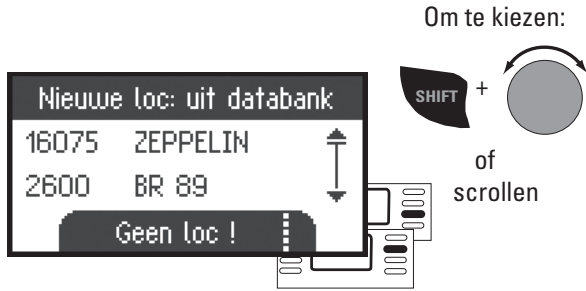 Om te kiezen:
Nieuwe loc: uit databank
SHIFT +
16075 ZEPPELIN
of
2600 BR 89
scrollen
Geen loc !